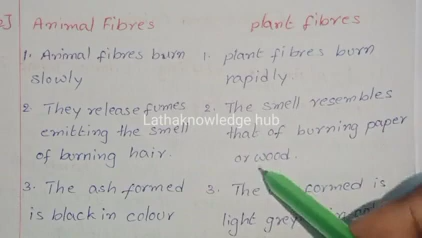 Animal Fibres
1. Animal fibres burn
slowly
2. They release fumes
emitting the smell
of burning hair.
3. The ash formed
is black in colour
plant fibres
1. plant fibres burn
rapidly.
2. The smell resembles
that of burning paper
or wood.
3. The formed is
light grey in
Lathaknowledge hub